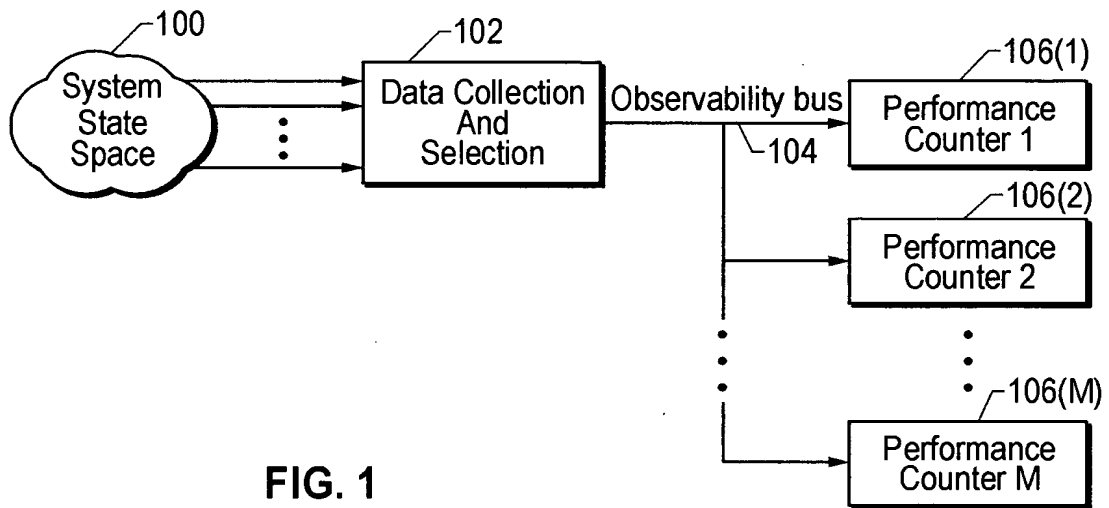 100
System
State
Space
102
Data Collection
And
Selection
Observability bus
104
106(1)
Performance
Counter 1
106(2)
Performance
Counter 2
106(M)
Performance
Counter M
FIG. 1